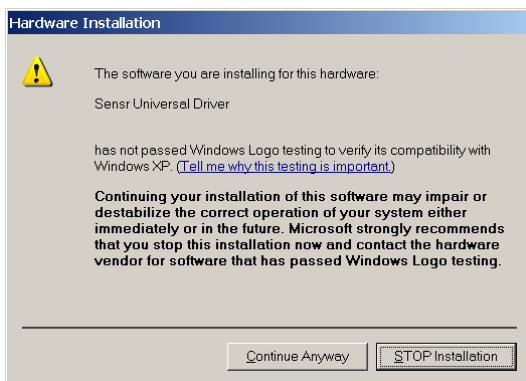 Hardware Installation
The software you are installing for this hardware:
Sensr Universal Driver
has not passed Windows Logo testing to verify its compatibility with
Windows XP. (Tell me why this testing is important.)
Continuing your installation of this software may impair or
destabilize the correct operation of your system either
immediately or in the future. Microsoft strongly recommends
that you stop this installation now and contact the hardware
vendor for software that has passed Windows Logo testing.
Continue Anyway STOP Installation